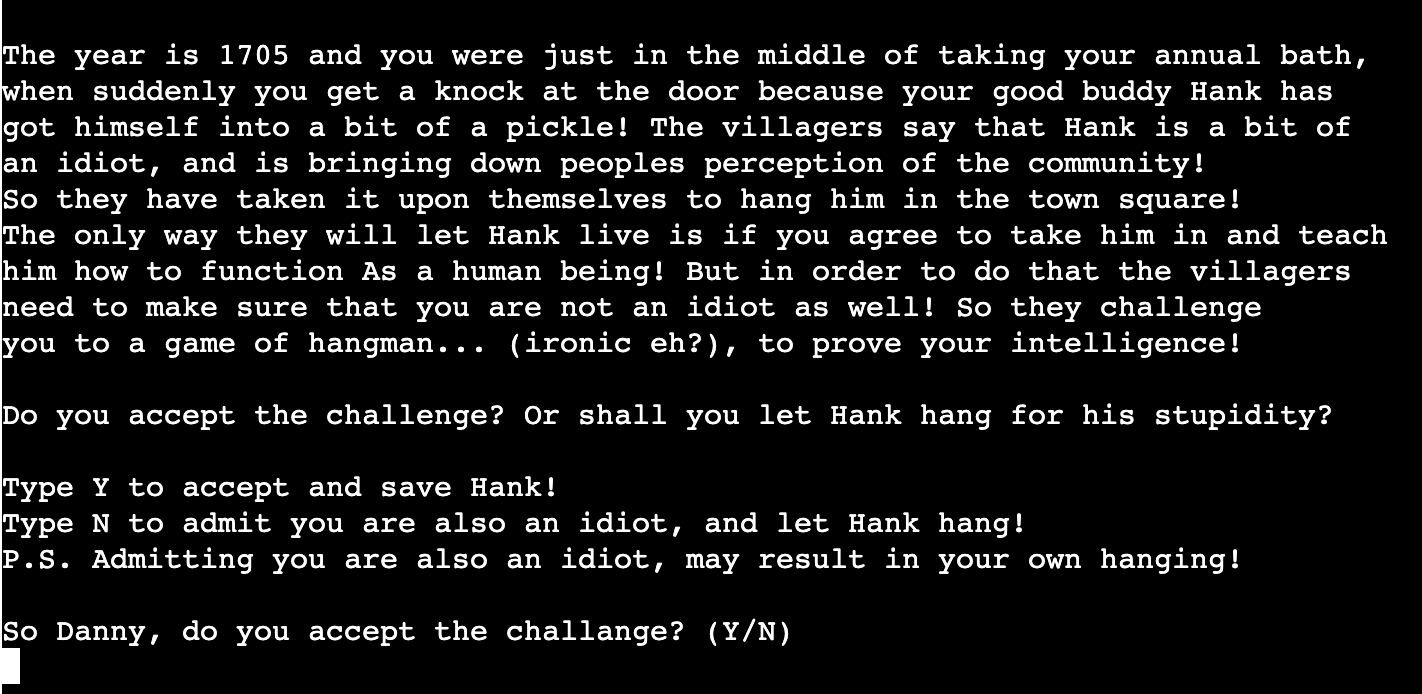 The year is 1705 and you were just in the middle of taking your annual bath,
when suddenly you get a knock at the door because your good buddy Hank has
got himself into a bit of a pickle! The villagers say that Hank is a bit of
an idiot, and is bringing down peoples perception of the community!
So they have taken it upon themselves to hang him in the town square!
The only way they will let Hank live is if you agree to take him in and teach
him how to function As a human being! But in order to do that the villagers
need to make sure that you are not an idiot as well! So they challenge
you to a game of hangman... (ironic eh?), to prove your intelligence!
Do you accept the challenge? Or shall you let Hank hang for his stupidity?
Type Y to accept and save Hank!
Type N to admit you are also an idiot, and let Hank hang!
P.S. Admitting you are also an idiot, may result in your own hanging!
So Danny, do you accept the challange? (Y/N)